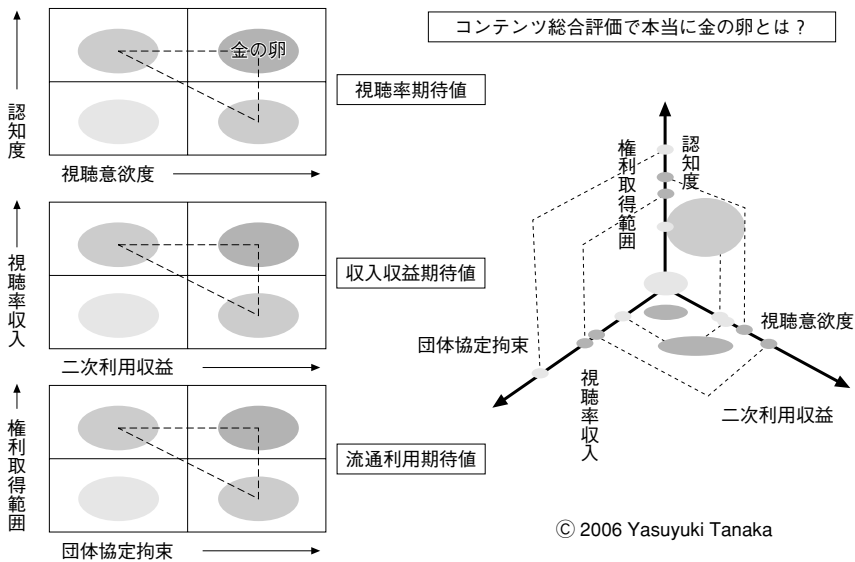 コンテンツ総合評価で本当に金の卵とは？
認知度
金の卵
視聴率期待値
視聴意欲度
視聴率収入
収入収益期待値
二次利用収益
権利取得範囲
流通利用期待値
団体協定拘束
権利取得範囲
認知度
団体協定拘束
視聴意欲度
視聴率収入
二次利用収益
Ⓒ 2006 Yasuyuki Tanaka